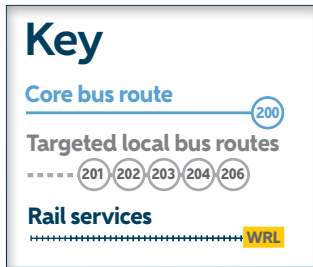 Key
Core bus route
200
Targeted local bus routes
201 202 203 204 206
Rail services
WRL